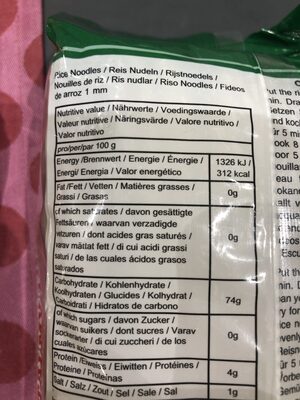 Rice Noodles / Reis Nudeln / Rijstnoedels /
Nouilles de riz / Ris nudlar / Riso Noodles / Fideos
de arroz 1 mm
Nutritive value / Nährwerte / Voedingswaarde /
Valeur nutritive / Näringsvärde / Valore nutritivo /
Valor nutritivo
pro/per/par 100 g
Energy /Brennwert / Energie / Énergie /
Energi/ Energia / Valor energético
1326 kJ /
312 kcal
Fat /Fett / Vetten / Matières grasses /
Grassi / Grasas
0g
of which saturates / davon gesättigte
Fettsäuren / waarvan verzadigde
vetzuren / dont acides gras saturés /
varav mättat fett / di cui acidi grassi
saturi / de las cuales ácidos grasos
saturados
0g
Carbohydrate / Kohlenhydrate /
Koolhydraten / Glucides / Kolhydrat /
Carboidrati / Hidratos de carbono
74g
of which sugars / davon Zucker /
waarvan suikers / dont sucres / Varav
sockerarter / di cui zuccheri / de los
cuales azúcares
0g
Protein /Eiweiss / Eiwitten / Protéines /
Proteine / Proteínas
4g
Salt / Salz / Zout / Sel / Sale / Sal
1g